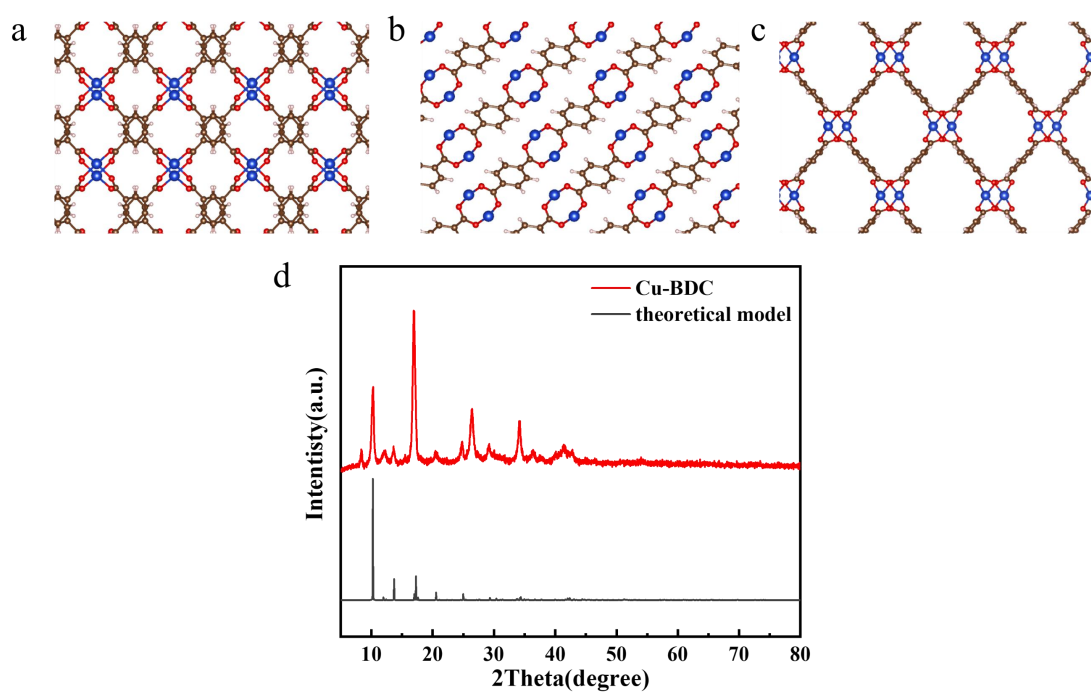 a
b
c
d
Cu-BDC
theoretical model
Intentisty(a.u.)
10 20 30 40 50 60 70 80
2Theta(degree)